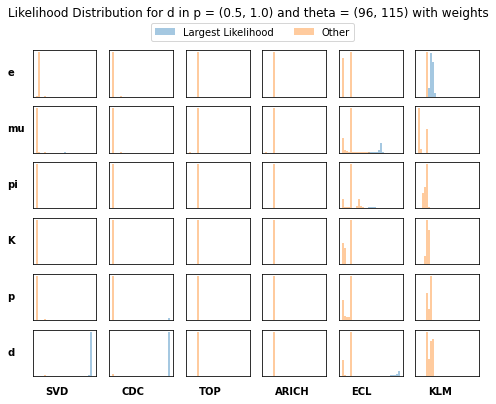 Likelihood Distribution for d in p = (0.5, 1.0) and theta = (96, 115) with weights
Largest Likelihood Other
e
mu
pi
K
p
d
SVD CDC TOP ARICH ECL KLM